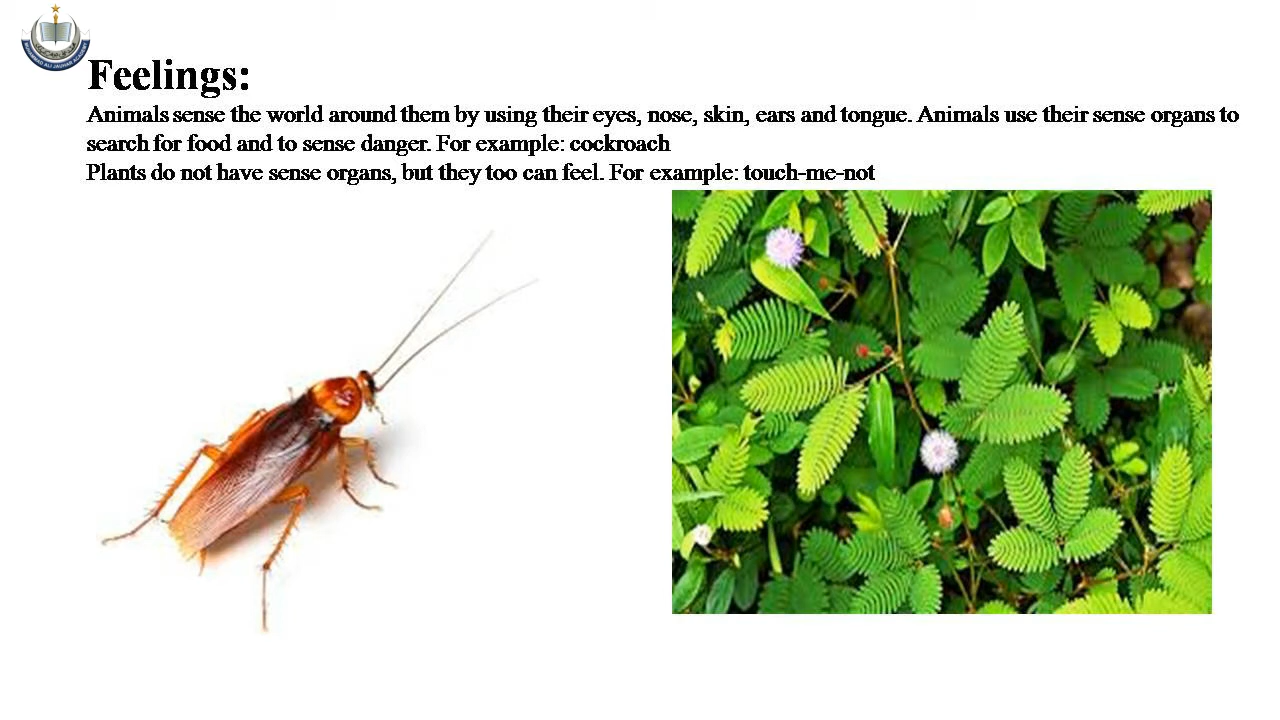 Feelings:
Animals sense the world around them by using their eyes, nose, skin, ears and tongue. Animals use their sense organs to
search for food and to sense danger. For example: cockroach
Plants do not have sense organs, but they too can feel. For example: touch-me-not